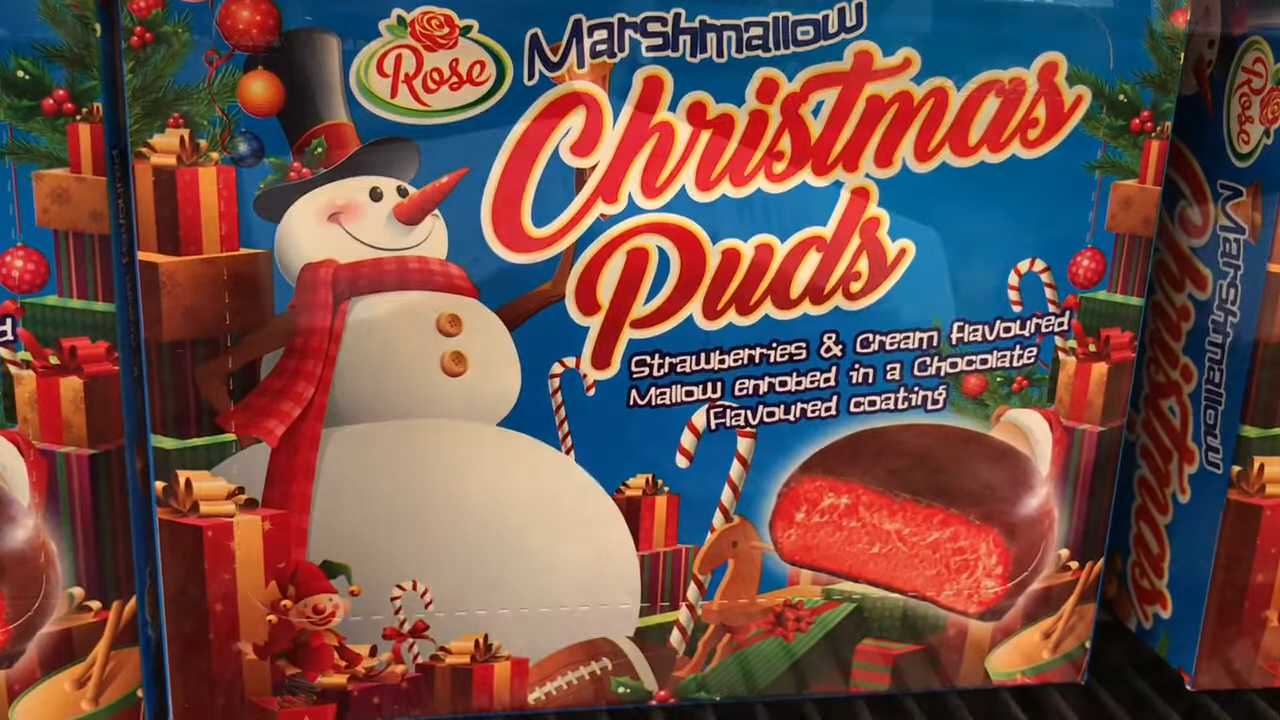 Rose
Marshmallow
Christmas
Puds
Strawberries & Cream flavoured
Mallow enrobed in a Chocolate
flavoured coating
Rose
Marshmallow
Christmas